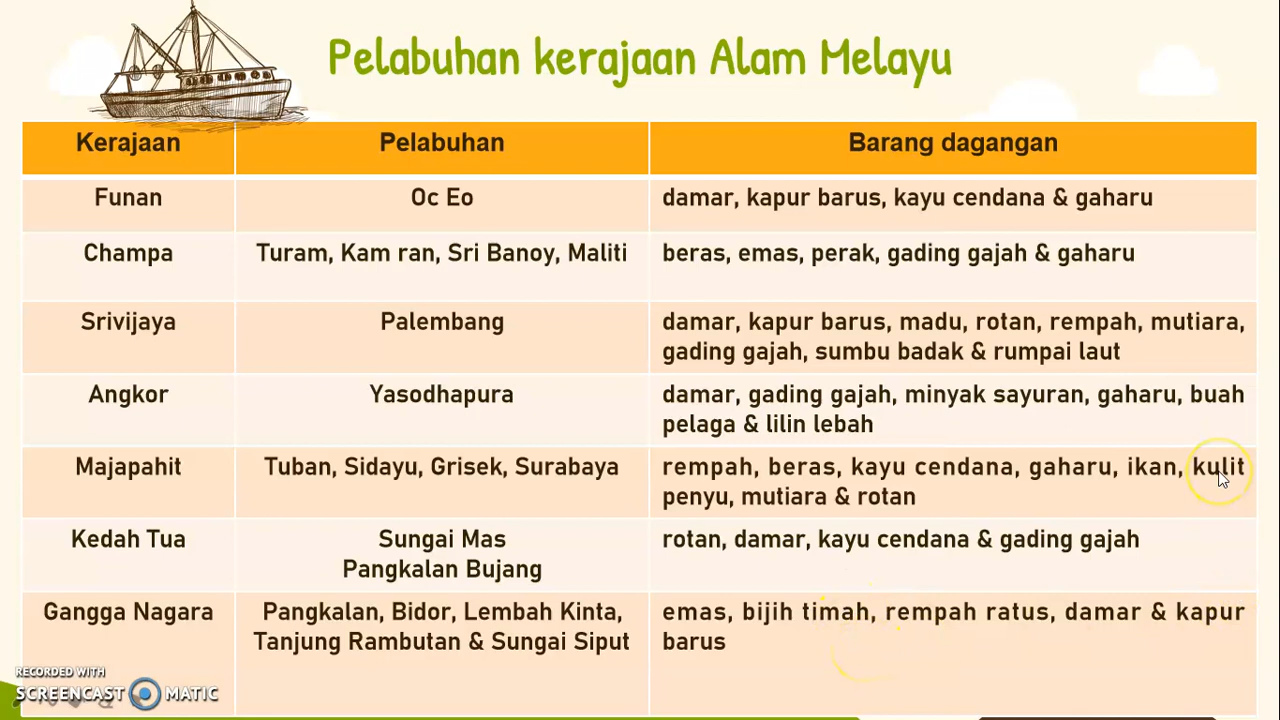 Pelabuhan kerajaan Alam Melayu
Kerajaan Pelabuhan Barang dagangan
Funan Oc Eo damar, kapur barus, kayu cendana & gaharu
Champa Turam, Kam ran, Sri Banoy, Maliti beras, emas, perak, gading gajah & gaharu
Srivijaya Palembang damar, kapur barus, madu, rotan, rempah, mutiara,
gading gajah, sumbu badak & rumpai laut
Angkor Yasodhapura damar, gading gajah, minyak sayuran, gaharu, buah
pelaga & lilin lebah
Majapahit Tuban, Sidayu, Grisek, Surabaya rempah, beras, kayu cendana, gaharu, ikan, kulit
penyu, mutiara & rotan
Kedah Tua Sungai Mas rotan, damar, kayu cendana & gading gajah
Pangkalan Bujang
Gangga Nagara Pangkalan, Bidor, Lembah Kinta, emas, bijih timah, rempah ratus, damar & kapur
Tanjung Rambutan & Sungai Siput barus
RECORDED WITH
SCREENCAST MATIC